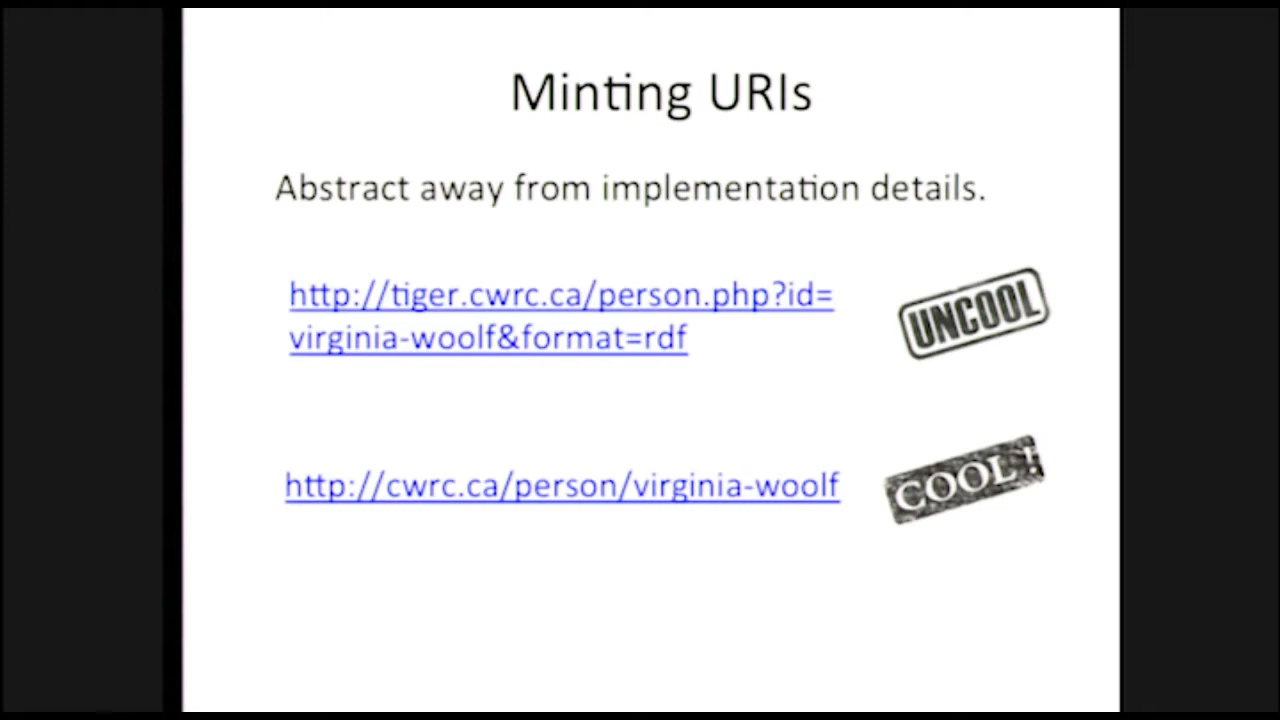 Minting URIs
Abstract away from implementation details.
http://tiger.cwrc.ca/person.php?id=
virginia-woolf&format=rdf
UNCOOL
http://cwrc.ca/person/virginia-woolf
COOL!